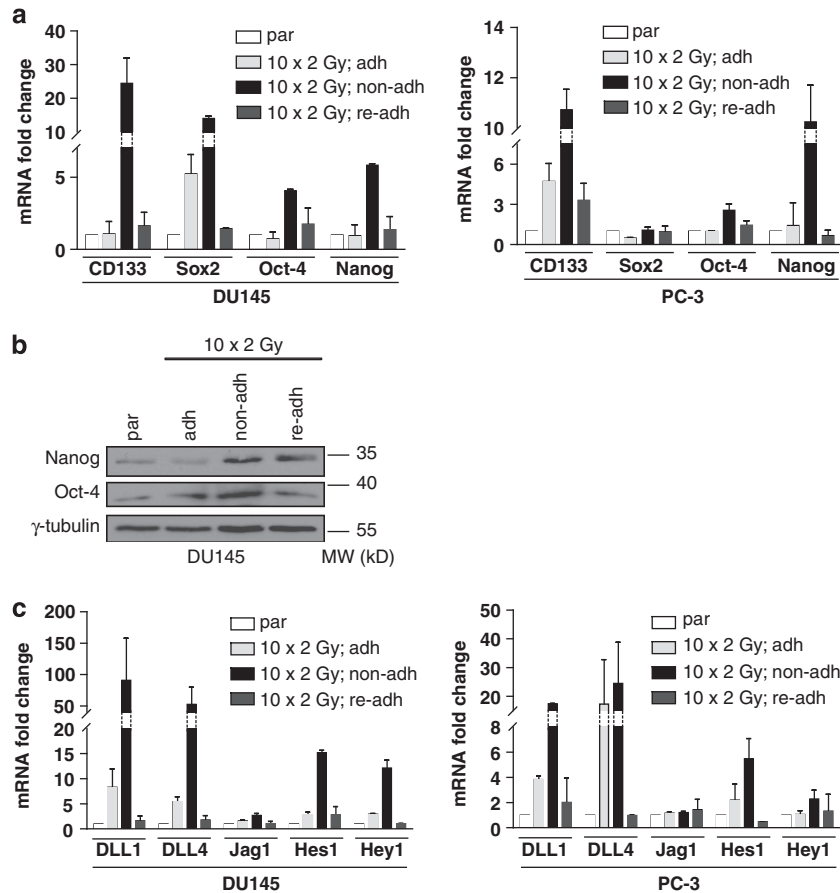 a
mRNA fold change
40
30
20
10
5
0
par
10 x 2 Gy; adh
10 x 2 Gy; non-adh
10 x 2 Gy; re-adh
CD133 Sox2 Oct-4 Nanog
DU145
mRNA fold change
14
12
10
6
3
0
par
10 x 2 Gy; adh
10 x 2 Gy; non-adh
10 x 2 Gy; re-adh
CD133 Sox2 Oct-4 Nanog
PC-3
b
10 x 2 Gy
par adh non-adh re-adh
Nanog 35
Oct-4 40
γ-tubulin 55
DU145 MW (kD)
c
mRNA fold change
200
150
100
50
20
15
10
5
0
par
10 x 2 Gy; adh
10 x 2 Gy; non-adh
10 x 2 Gy; re-adh
DLL1 DLL4 Jag1 Hes1 Hey1
DU145
mRNA fold change
50
40
30
20
8
6
4
2
0
par
10 x 2 Gy; adh
10 x 2 Gy; non-adh
10 x 2 Gy; re-adh
DLL1 DLL4 Jag1 Hes1 Hey1
PC-3